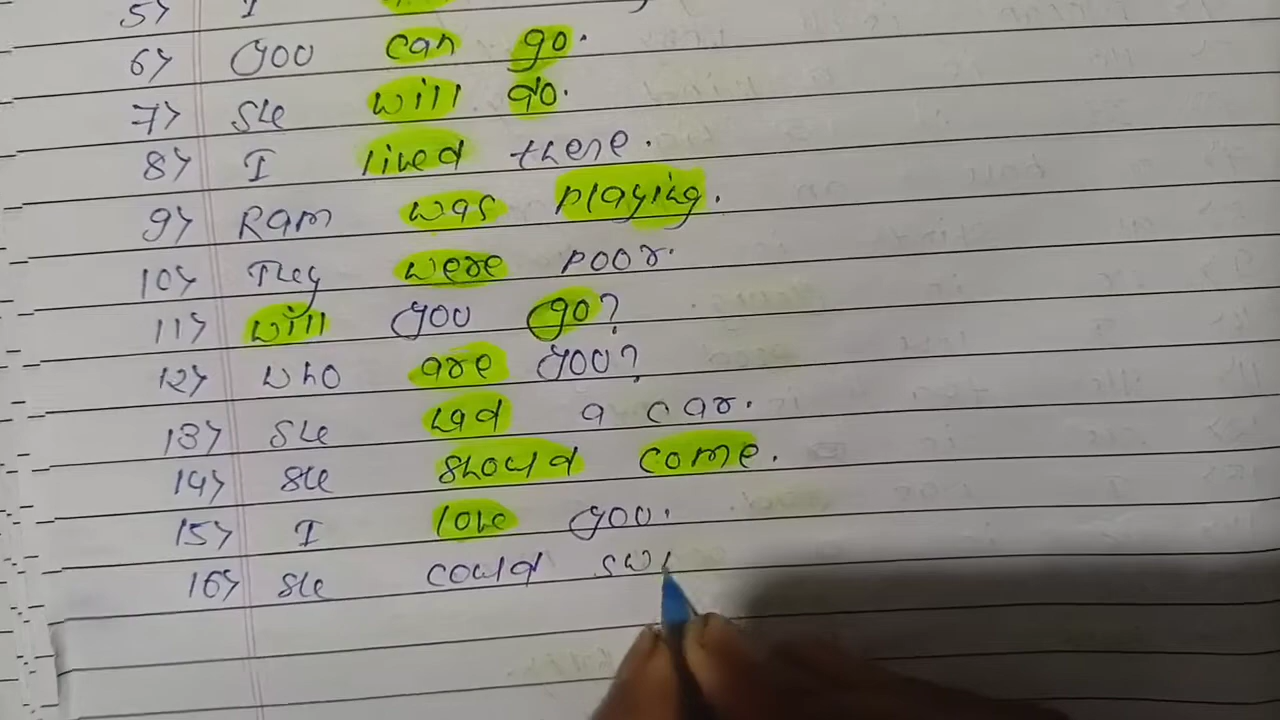 5> I
6> You can go.
7> She will go.
8> I lived there.
9> Ram was playing.
10> They were poor.
11> will you go?
12> who are you?
13> She had a car.
14> She should come.
15> I love you.
16> She could swi